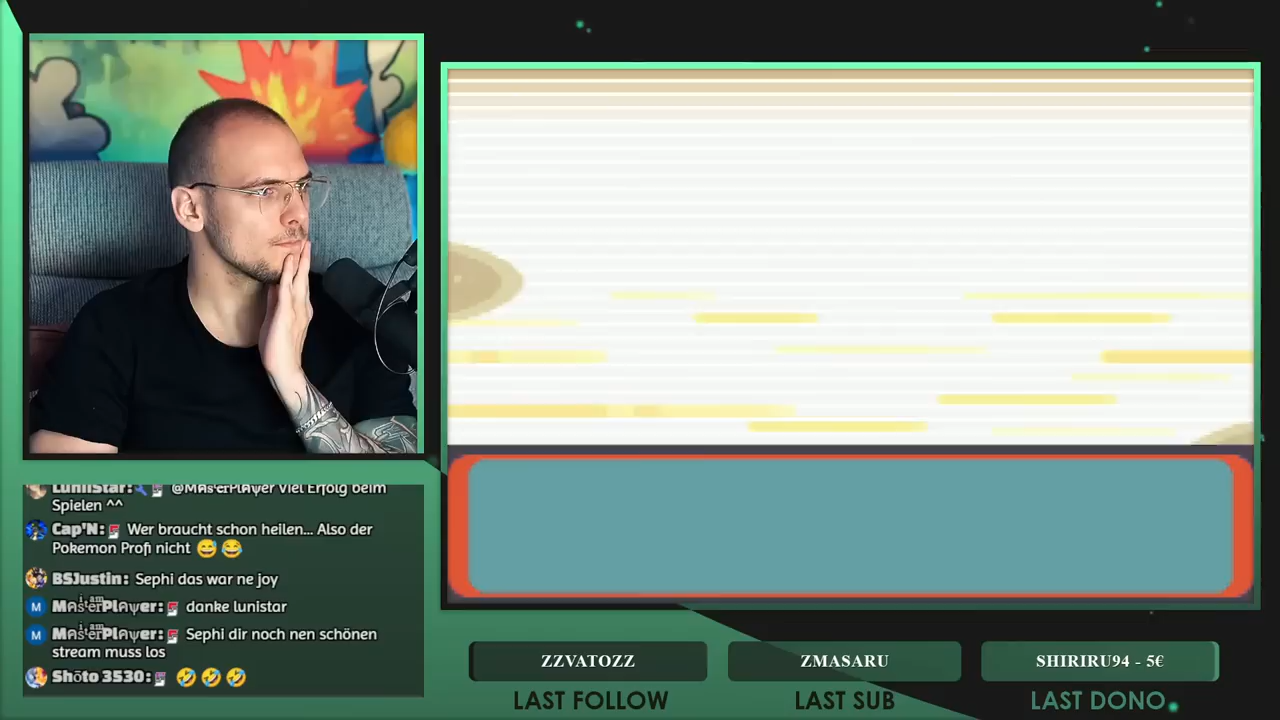 LuniiStar: @MasterPlayer Viel Erfolg beim
Spielen ^^
Cap'N: Wer braucht schon heilen... Also der
Pokemon Profi nicht 😅 😂
BSJustin: Sephi das war ne joy
danke lunistar
Sephi dir noch nen schönen
stream muss los
Shōto 3530: 🤣 🤣 🤣
ZZVATOZZ
ZMASARU
SHIRIRU94 - 5€
LAST FOLLOW
LAST SUB
LAST DONO